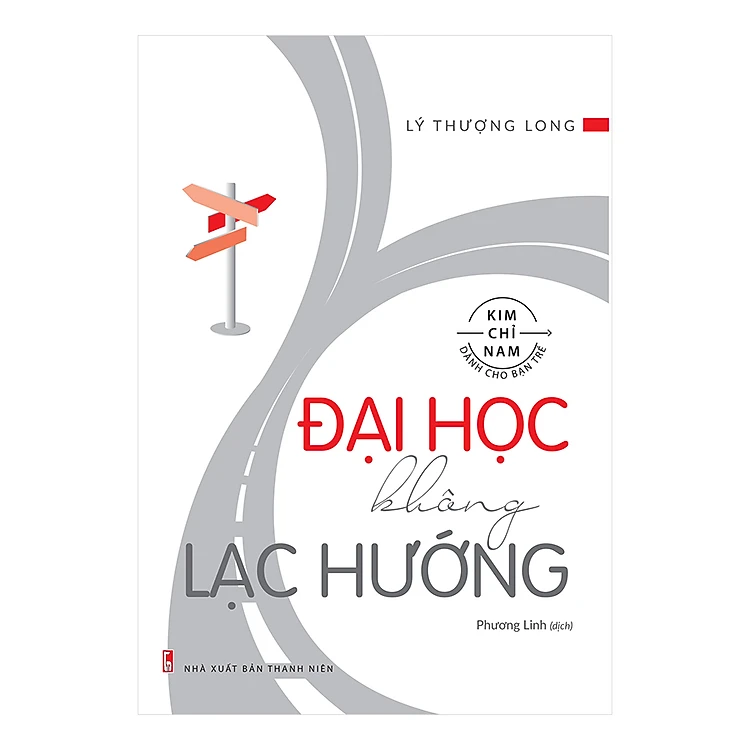 LÝ THƯỢNG LONG
KIM
CHỈ
NAM
DÀNH CHO BẠN TRẺ
ĐẠI HỌC
không
LẠC HƯỚNG
Phương Linh (dịch)
NHÀ XUẤT BẢN THANH NIÊN